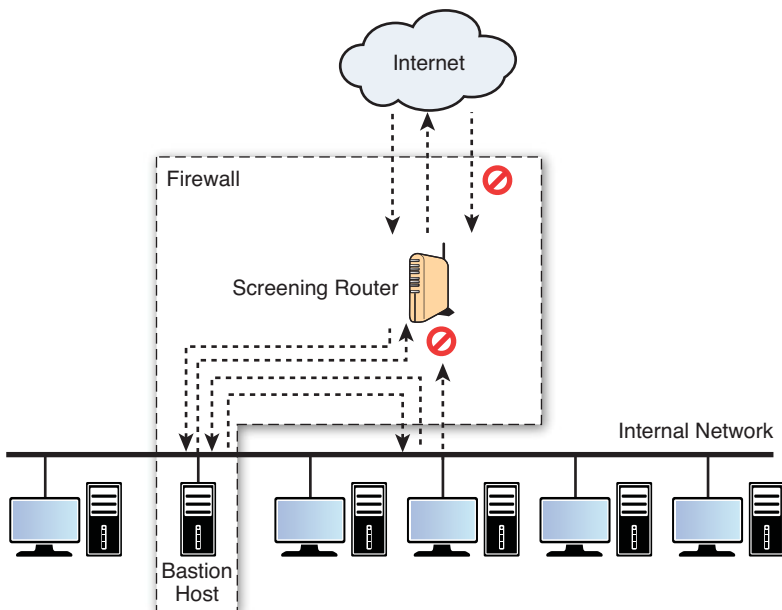 Internet
Firewall
Screening Router
Internal Network
Bastion
Host